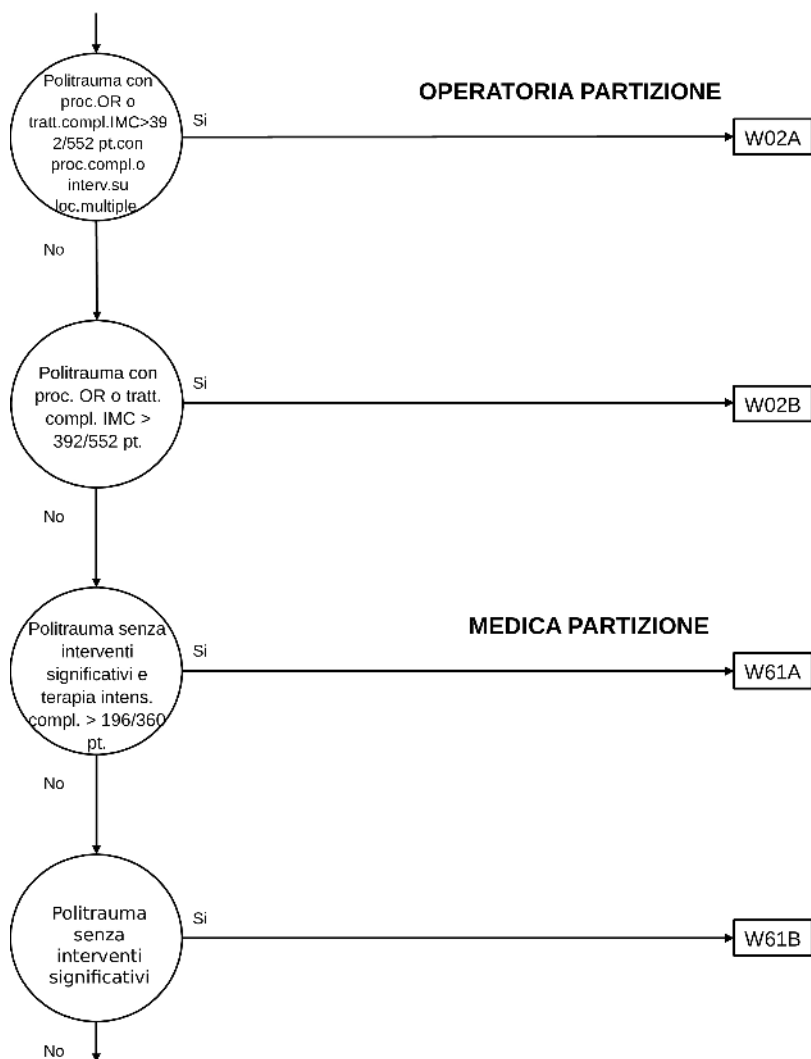 Politrauma con
proc.OR o
tratt.compl.IMC>39
2/552 pt.con
proc.compl.o
interv.su
loc.multiple
Si
OPERATORIA PARTIZIONE
W02A
No
Politrauma con
proc. OR o tratt.
compl. IMC >
392/552 pt.
Si
W02B
No
Politrauma senza
interventi
significativi e
terapia intens.
compl. > 196/360
pt.
Si
MEDICA PARTIZIONE
W61A
No
Politrauma
senza
interventi
significativi
Si
W61B
No